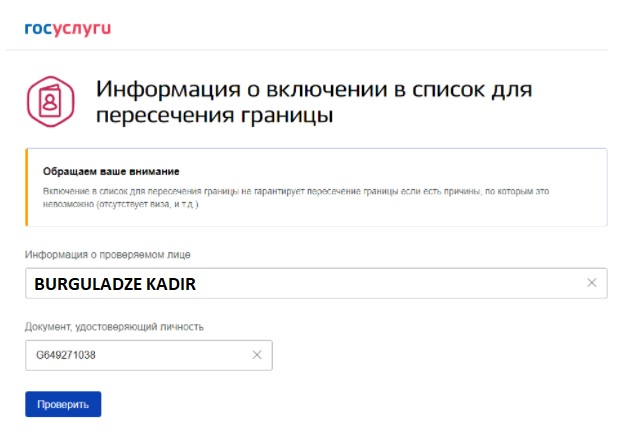 госуслуги
Информация о включении в список для
пересечения границы
Обращаем ваше внимание
Включение в список для пересечения границы не гарантирует пересечение границы если есть причины, по которым это
невозможно (отсутствует виза, и т.д.)
Информация о проверяемом лице
BURGULADZE KADIR
Документ, удостоверяющий личность
G649271038
Проверить